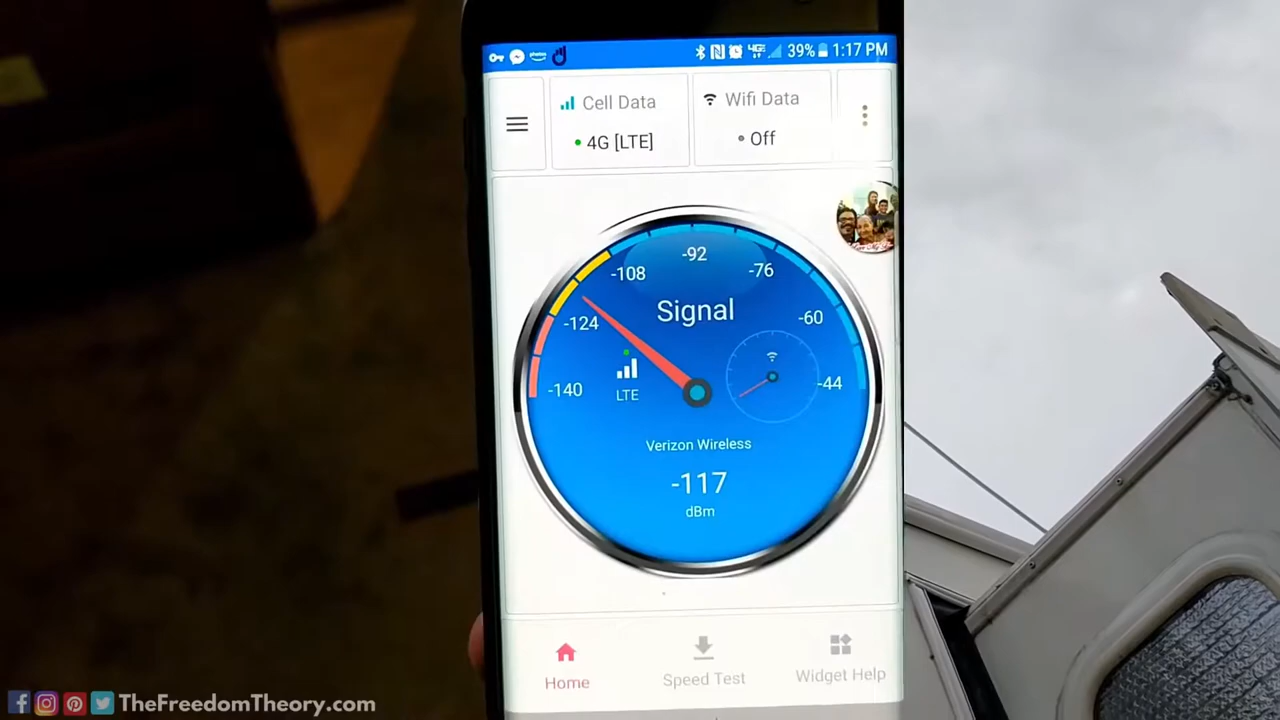 39% 1:17 PM
Cell Data
4G [LTE]
Wifi Data
Off
-140
-124
-108
-92
-76
-60
-44
Signal
LTE
Verizon Wireless
-117
dBm
Home
Speed Test
Widget Help
TheFreedomTheory.com